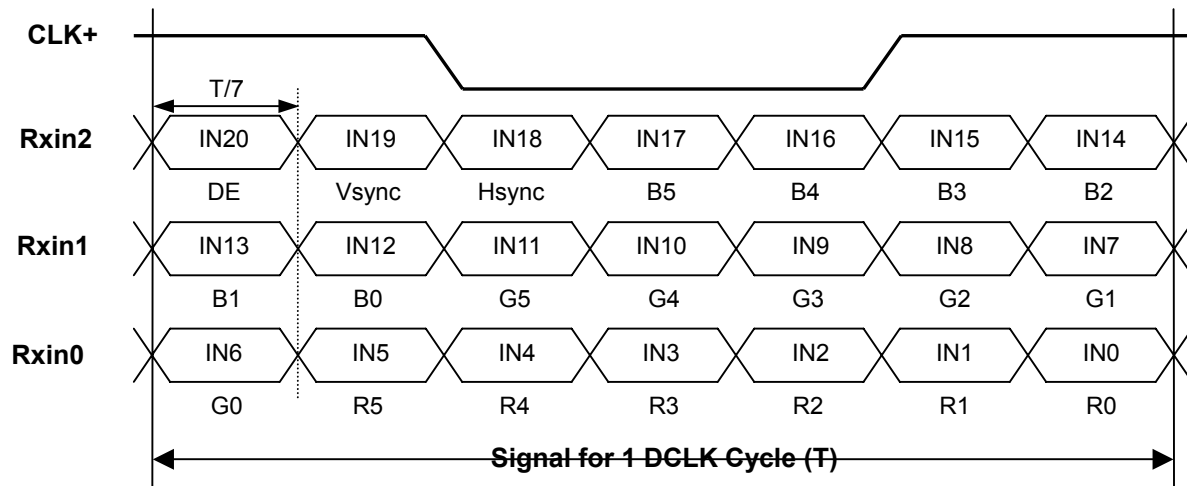 CLK+
T/7
Rxin2 IN20 IN19 IN18 IN17 IN16 IN15 IN14
DE Vsync Hsync B5 B4 B3 B2
Rxin1 IN13 IN12 IN11 IN10 IN9 IN8 IN7
B1 B0 G5 G4 G3 G2 G1
Rxin0 IN6 IN5 IN4 IN3 IN2 IN1 IN0
G0 R5 R4 R3 R2 R1 R0
Signal for 1 DCLK Cycle (T)